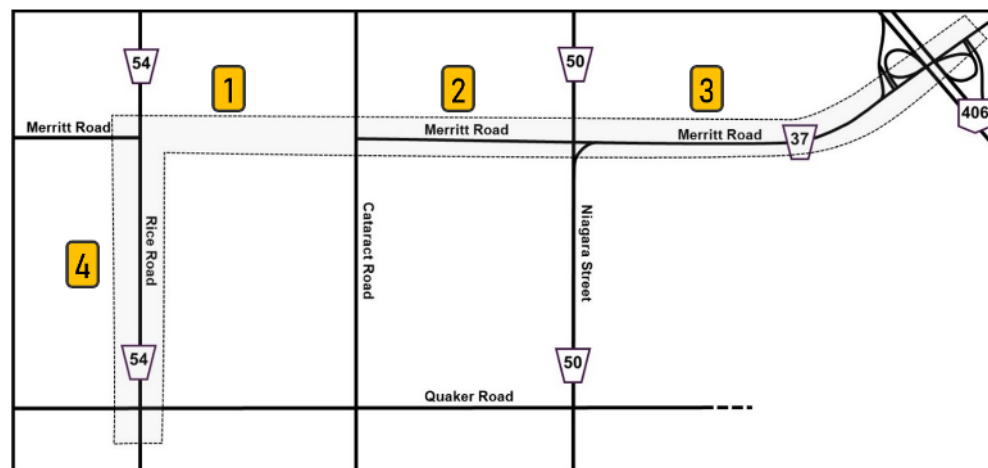 54
50
1
2
3
406
Merritt Road
Merritt Road
Merritt Road
37
4
Rice Road
Cataract Road
Niagara Street
54
50
Quaker Road